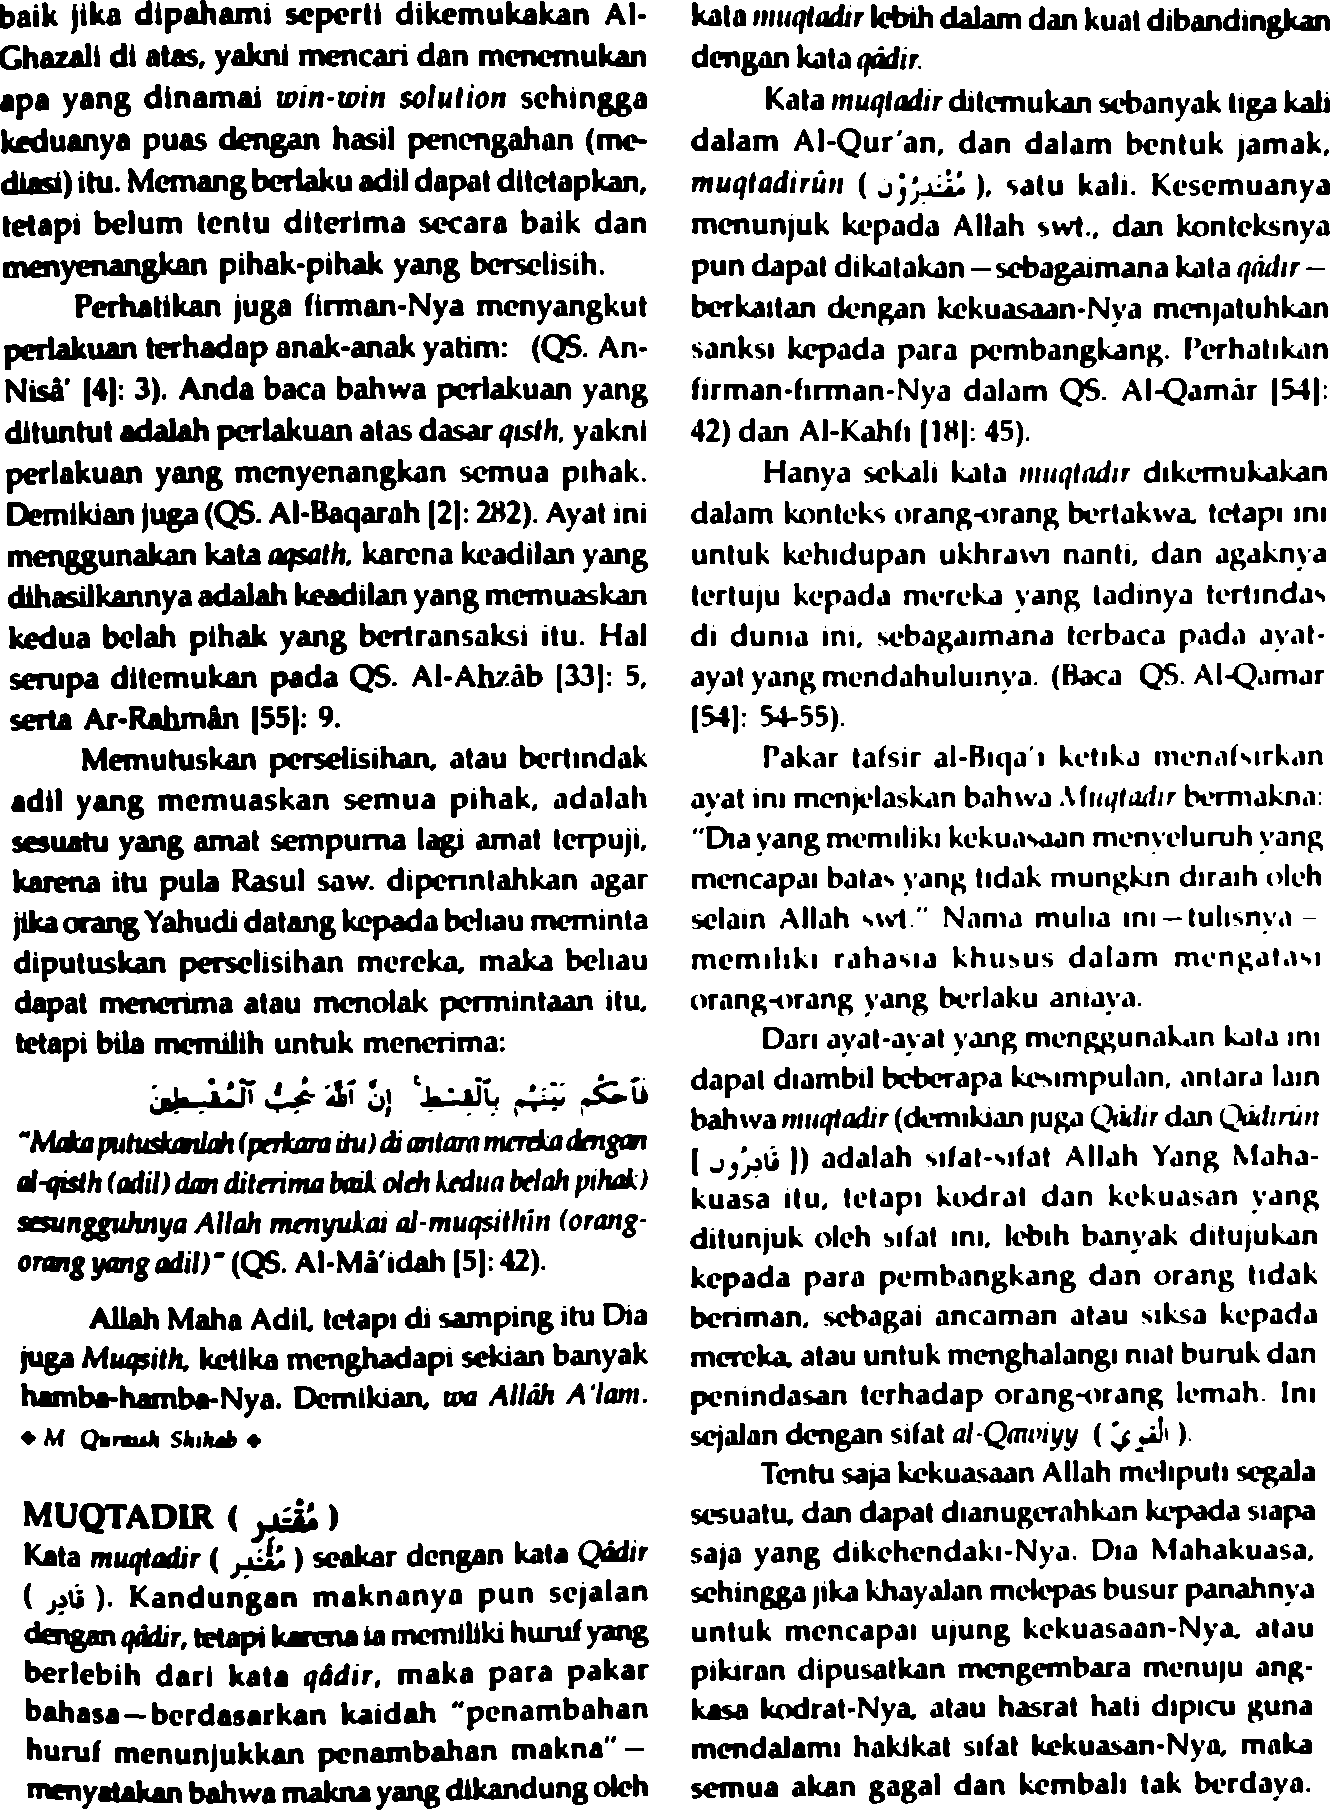 baik jika dipahami seperti dikemukakan Al-
Ghazali di atas, yakni mencari dan menemukan
apa yang dinamai win-win solution sehingga
keduanya puas dengan hasil penengahan (me-
diasi) itu. Memang berlaku adil dapat ditetapkan,
tetapi belum tentu diterima secara baik dan
menyenangkan pihak-pihak yang berselisih.
Perhatikan juga firman-Nya menyangkut
perlakuan terhadap anak-anak yatim: (QS. An-
Nisâ' [4]: 3). Anda baca bahwa perlakuan yang
dituntut adalah perlakuan atas dasar qisth, yakni
perlakuan yang menyenangkan semua pihak.
Demikian juga (QS. Al-Baqarah [2]: 282). Ayat ini
menggunakan kata aqsath, karena keadilan yang
dihasilkannya adalah keadilan yang memuaskan
kedua belah pihak yang bertransaksi itu. Hal
serupa ditemukan pada QS. Al-Ahzâb [33]: 5,
serta Ar-Rahmân [55]: 9.
Memutuskan perselisihan, atau bertindak
adil yang memuaskan semua pihak, adalah
sesuatu yang amat sempurna lagi amat terpuji,
karena itu pula Rasul saw. diperintahkan agar
jika orang Yahudi datang kepada beliau meminta
diputuskan perselisihan mereka, maka beliau
dapat menerima atau menolak permintaan itu,
tetapi bila memilih untuk menerima:
فَٱحْكُم بَيْنَهُم بِٱلْقِسْطِ ۚ إِنَّ ٱللَّهَ يُحِبُّ ٱلْمُقْسِطِينَ
"Maka putuskanlah (perkara itu) di antara mereka dengan
al-qisth (adil) dan diterima baik oleh kedua belah pihak)
sesungguhnya Allah menyukai al-muqsithîn (orang-
orang yang adil)" (QS. Al-Mâ'idah [5]: 42).
Allah Maha Adil, tetapi di samping itu Dia
juga Muqsith, ketika menghadapi sekian banyak
hamba-hamba-Nya. Demikian, wa Allâh A'lam.
♦ M Quraish Shihab ♦
MUQTADIR ( مُقْتَدِر )
Kata muqtadir ( مُقْتَدِر ) seakar dengan kata Qâdir
( قَادِر ). Kandungan maknanya pun sejalan
dengan qâdir, tetapi karena ia memiliki huruf yang
berlebih dari kata qâdir, maka para pakar
bahasa—berdasarkan kaidah "penambahan
huruf menunjukkan penambahan makna"—
menyatakan bahwa makna yang dikandung oleh
kata muqtadir lebih dalam dan kuat dibandingkan
dengan kata qâdir.
Kata muqtadir ditemukan sebanyak tiga kali
dalam Al-Qur'an, dan dalam bentuk jamak,
muqtadirûn ( مُقْتَدِرُوْن ), satu kali. Kesemuanya
menunjuk kepada Allah swt., dan konteksnya
pun dapat dikatakan—sebagaimana kata qâdir—
berkaitan dengan kekuasaan-Nya menjatuhkan
sanksi kepada para pembangkang. Perhatikan
firman-firman-Nya dalam QS. Al-Qamâr [54]:
42) dan Al-Kahfi [18]: 45).
Hanya sekali kata muqtadir dikemukakan
dalam konteks orang-orang bertakwa, tetapi ini
untuk kehidupan ukhrawi nanti, dan agaknya
tertuju kepada mereka yang tadinya tertindas
di dunia ini, sebagaimana terbaca pada ayat-
ayat yang mendahuluinya. (Baca QS. Al-Qamar
[54]: 54-55).
Pakar tafsir al-Biqa'i ketika menafsirkan
ayat ini menjelaskan bahwa Muqtadir bermakna:
"Dia yang memiliki kekuasaan menyeluruh yang
mencapai batas yang tidak mungkin diraih oleh
selain Allah swt." Nama mulia ini—tulisnya—
memiliki rahasia khusus dalam mengatasi
orang-orang yang berlaku aniaya.
Dari ayat-ayat yang menggunakan kata ini
dapat diambil beberapa kesimpulan, antara lain
bahwa muqtadir (demikian juga Qâdir dan Qâdirûn
[ قَادِرُوْن ]) adalah sifat-sifat Allah Yang Maha-
kuasa itu, tetapi kodrat dan kekuasan yang
ditunjuk oleh sifat ini, lebih banyak ditujukan
kepada para pembangkang dan orang tidak
beriman, sebagai ancaman atau siksa kepada
mereka, atau untuk menghalangi niat buruk dan
penindasan terhadap orang-orang lemah. Ini
sejalan dengan sifat al-Qawiyy ( الْقَوِيّ ).
Tentu saja kekuasaan Allah meliputi segala
sesuatu, dan dapat dianugerahkan kepada siapa
saja yang dikehendaki-Nya. Dia Mahakuasa,
sehingga jika khayalan melepas busur panahnya
untuk mencapai ujung kekuasaan-Nya, atau
pikiran dipusatkan mengembara menuju ang-
kasa kodrat-Nya, atau hasrat hati dipicu guna
mendalami hakikat sifat kekuasan-Nya, maka
semua akan gagal dan kembali tak berdaya.